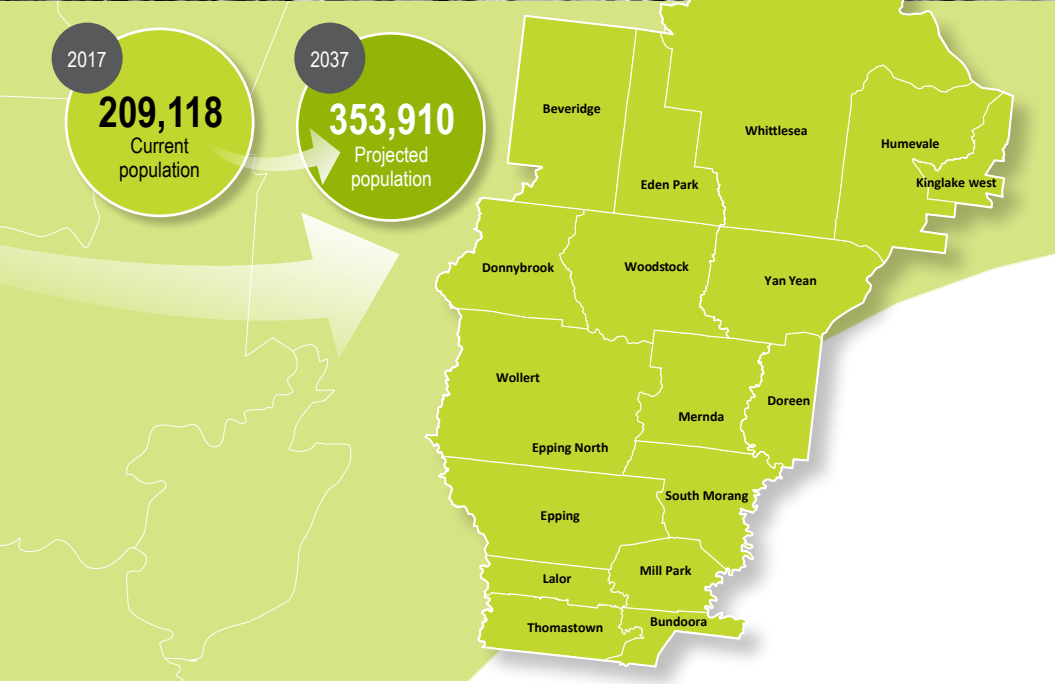 2017
209,118
Current
population
2037
353,910
Projected
population
Beveridge
Whittlesea
Humevale
Eden Park
Kinglake west
Donnybrook
Woodstock
Yan Yean
Wollert
Mernda
Doreen
Epping North
South Morang
Epping
Mill Park
Lalor
Thomastown
Bundoora